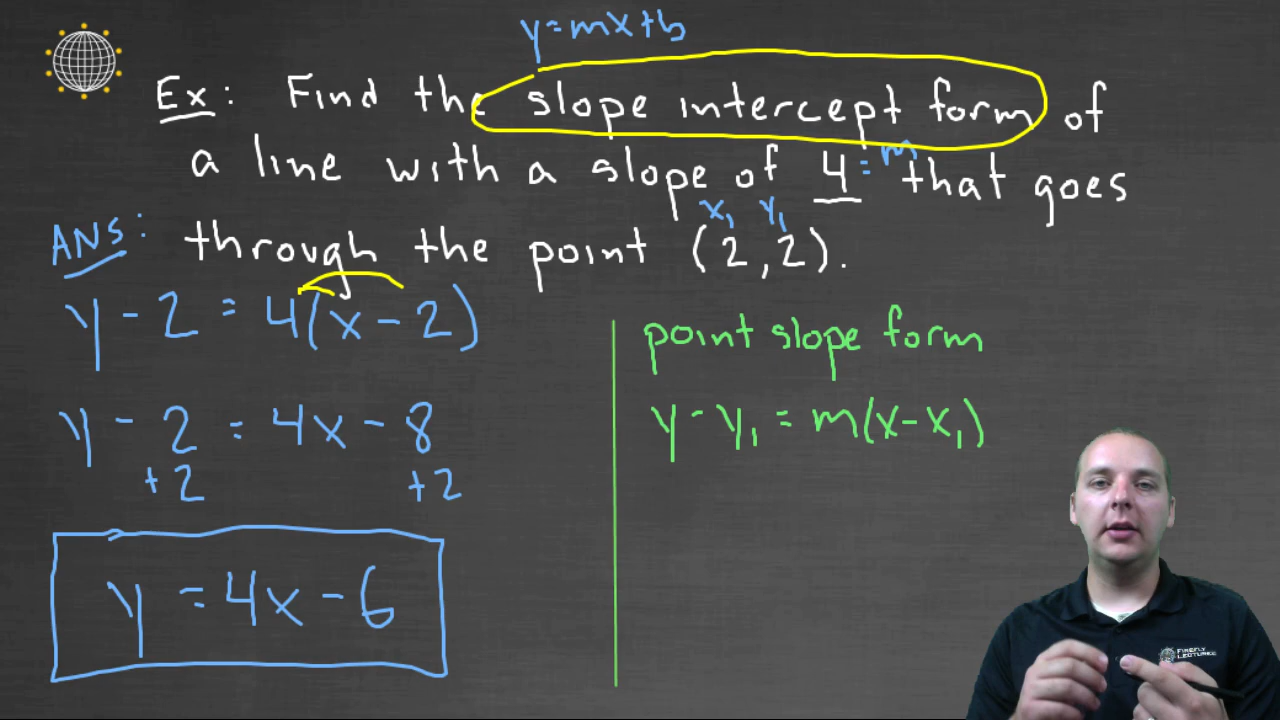 y=mx+b
Ex: Find the slope intercept form of
a line with a slope of 4 =m that goes
x₁ y₁
through the point (2,2).
ANS:
y - 2 = 4(x - 2)
y - 2 = 4x - 8
+2 +2
y = 4x - 6
point slope form
y - y₁ = m(x - x₁)
FIREFLY
LECTURES